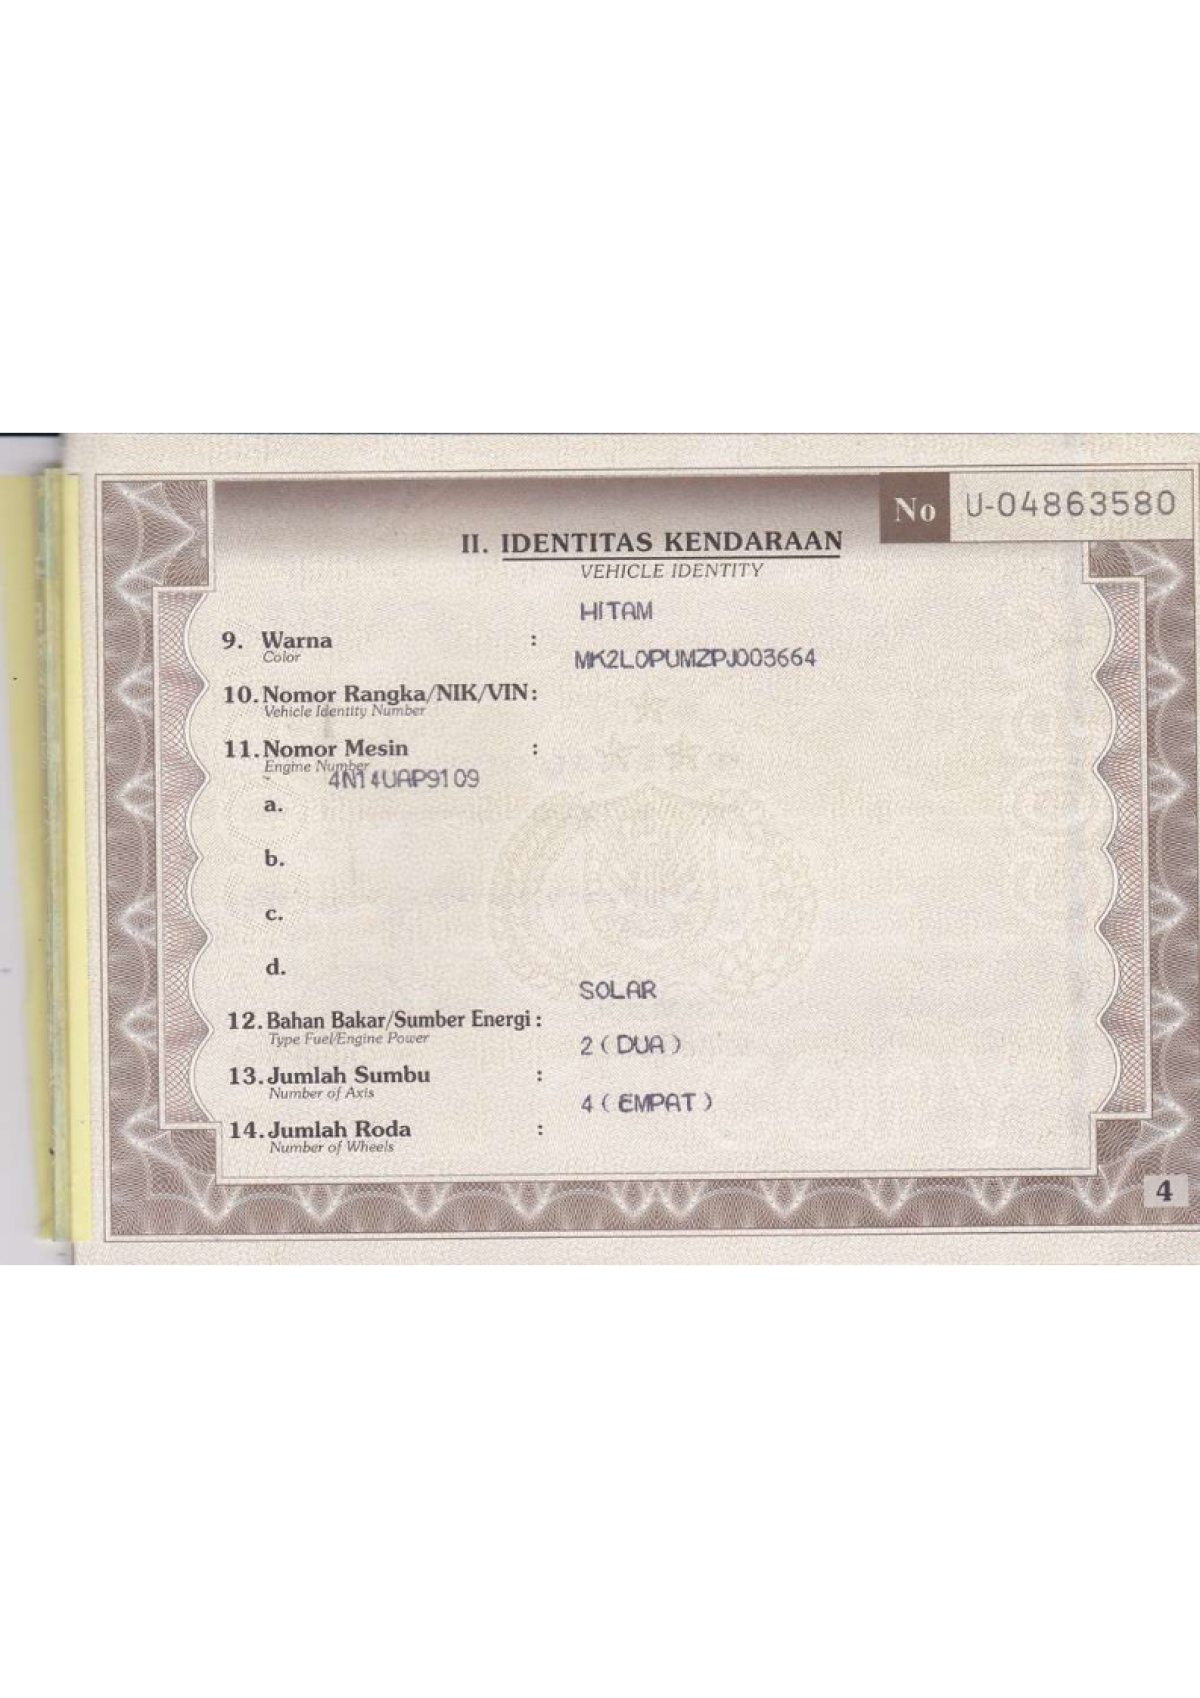 No U-04863580
II. IDENTITAS KENDARAAN
VEHICLE IDENTITY
HITAM
9. Warna :
Color
MK2LOPUMZPJ003664
10. Nomor Rangka/NIK/VIN :
Vehicle Identity Number
11. Nomor Mesin :
Engine Number
4N14UAP9109
a.
b.
c.
d.
SOLAR
12. Bahan Bakar/Sumber Energi :
Type Fuel/Engine Power
2 ( DUA )
13. Jumlah Sumbu :
Number of Axis
4 ( EMPAT )
14. Jumlah Roda :
Number of Wheels
4